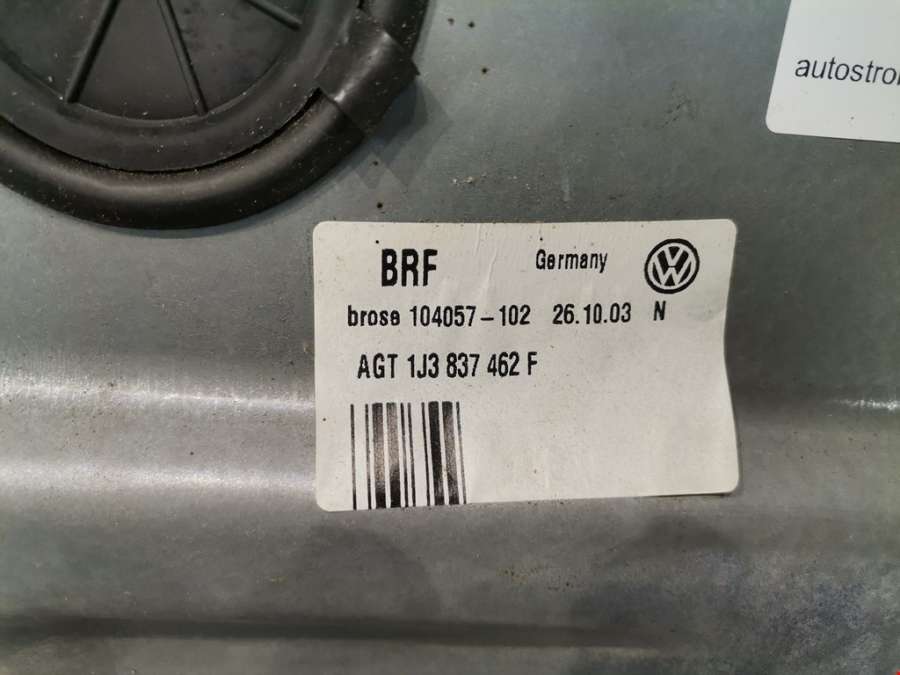 autostro
BRF Germany
brose 104057-102 26.10.03 N
AGT 1J3 837 462 F